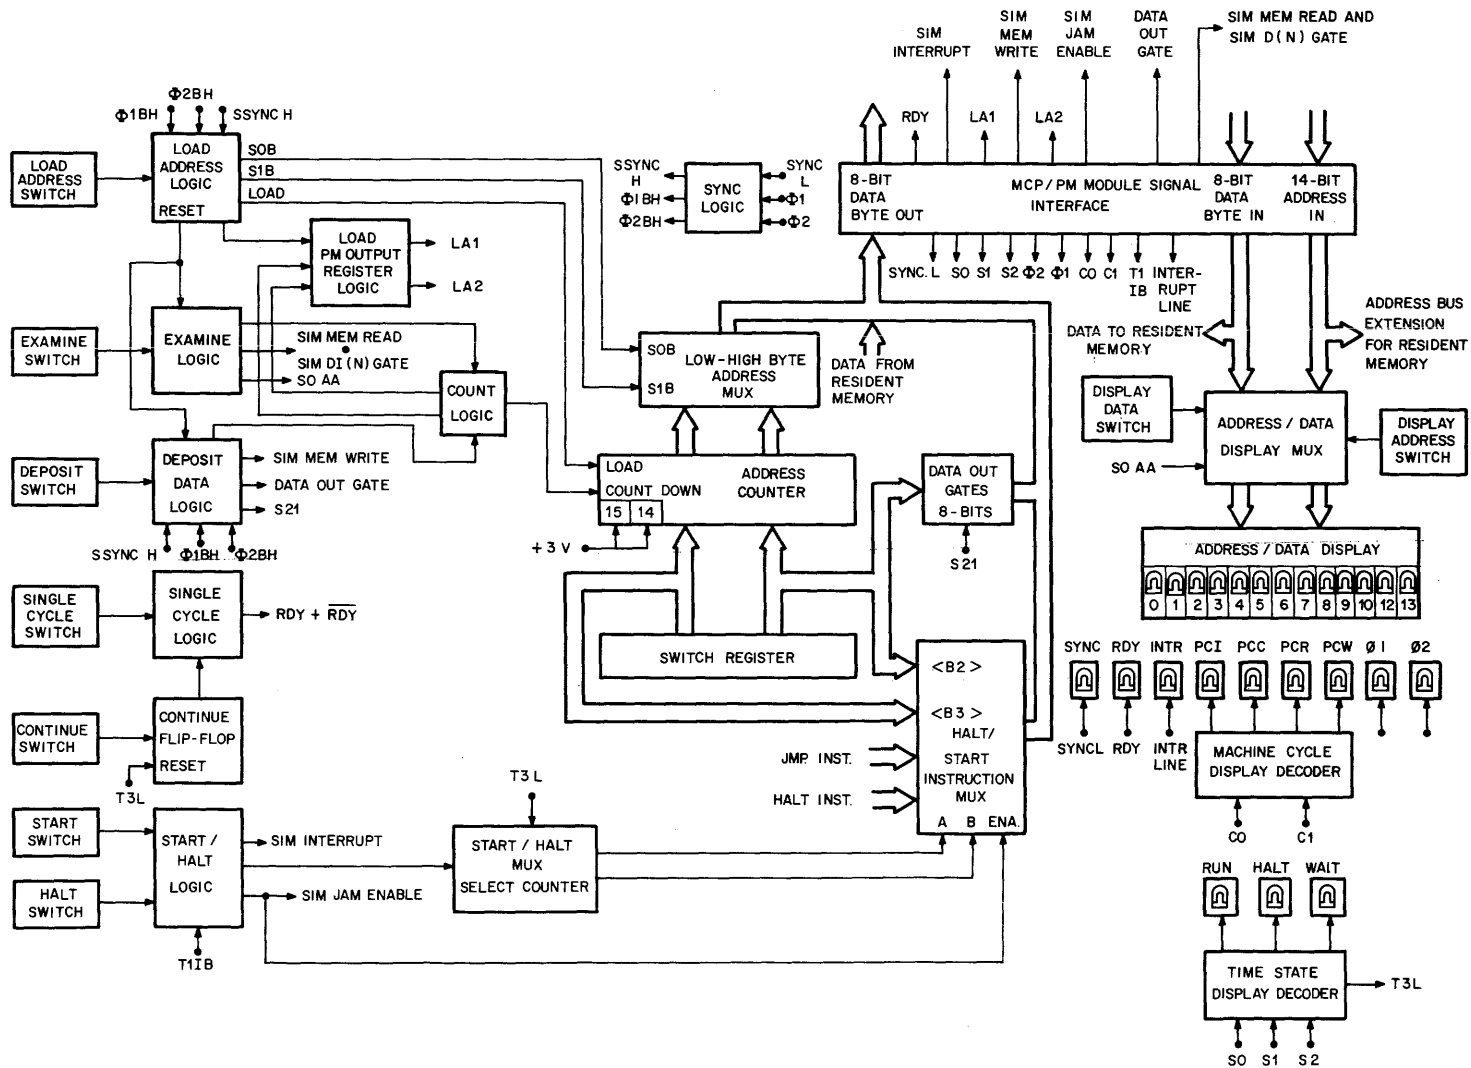 SIM
INTERRUPT
SIM
MEM
WRITE
SIM
JAM
ENABLE
DATA
OUT
GATE
SIM MEM READ AND
SIM D(N) GATE
RDY
LA1
LA2
Φ2BH
Φ1BH
SSYNC H
LOAD
ADDRESS
SWITCH
LOAD
ADDRESS
LOGIC
RESET
SOB
S1B
LOAD
SSYNC
H
Φ1BH
Φ2BH
SYNC
LOGIC
SYNC
L
Φ1
Φ2
8-BIT
DATA
BYTE OUT
MCP/PM MODULE SIGNAL
INTERFACE
8-BIT
DATA
BYTE IN
14-BIT
ADDRESS
IN
SYNC. L
SO
S1
S2
Φ2
Φ1
CO
C1
T1
IB
INTER-
RUPT
LINE
LOAD
PM OUTPUT
REGISTER
LOGIC
LA1
LA2
EXAMINE
SWITCH
EXAMINE
LOGIC
SIM MEM READ
SIM DI(N) GATE
SO AA
COUNT
LOGIC
SOB
S1B
LOW-HIGH BYTE
ADDRESS
MUX
DATA FROM
RESIDENT
MEMORY
DATA TO RESIDENT
MEMORY
ADDRESS BUS
EXTENSION
FOR RESIDENT
MEMORY
DISPLAY
DATA
SWITCH
ADDRESS / DATA
DISPLAY MUX
DISPLAY
ADDRESS
SWITCH
SO AA
DEPOSIT
SWITCH
DEPOSIT
DATA
LOGIC
SIM MEM WRITE
DATA OUT GATE
S21
SSYNC H
Φ1BH
Φ2BH
LOAD
COUNT DOWN
15 14
ADDRESS
COUNTER
+3 V
DATA OUT
GATES
8-BITS
S21
ADDRESS / DATA DISPLAY
0 1 2 3 4 5 6 7 8 9 10 12 13
SINGLE
CYCLE
SWITCH
SINGLE
CYCLE
LOGIC
RDY + RDY
SWITCH REGISTER
<B2>
<B3>
HALT/
START
INSTRUCTION
MUX
A B ENA.
JMP. INST.
HALT INST.
SYNC RDY INTR PCI PCC PCR PCW Ø1 Ø2
SYNCL RDY INTR
LINE
MACHINE CYCLE
DISPLAY DECODER
CO
C1
CONTINUE
SWITCH
CONTINUE
FLIP-FLOP
RESET
T3L
START
SWITCH
HALT
SWITCH
START/
HALT
LOGIC
SIM INTERRUPT
SIM JAM ENABLE
T1IB
T3L
START / HALT
MUX
SELECT COUNTER
RUN HALT WAIT
TIME STATE
DISPLAY DECODER
T3L
SO S1 S2